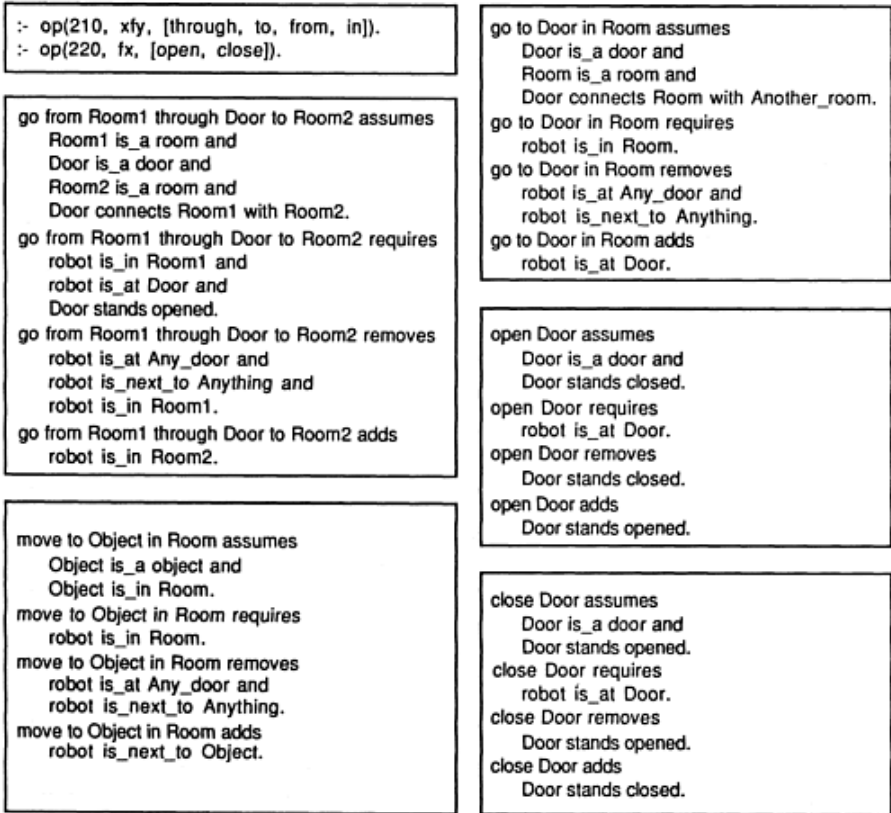 :- op(210, xfy, [through, to, from, in]).
:- op(220, fx, [open, close]).
go from Room1 through Door to Room2 assumes
Room1 is_a room and
Door is_a door and
Room2 is_a room and
Door connects Room1 with Room2.
go from Room1 through Door to Room2 requires
robot is_in Room1 and
robot is_at Door and
Door stands opened.
go from Room1 through Door to Room2 removes
robot is_at Any_door and
robot is_next_to Anything and
robot is_in Room1.
go from Room1 through Door to Room2 adds
robot is_in Room2.
move to Object in Room assumes
Object is_a object and
Object is_in Room.
move to Object in Room requires
robot is_in Room.
move to Object in Room removes
robot is_at Any_door and
robot is_next_to Anything.
move to Object in Room adds
robot is_next_to Object.
go to Door in Room assumes
Door is_a door and
Room is_a room and
Door connects Room with Another_room.
go to Door in Room requires
robot is_in Room.
go to Door in Room removes
robot is_at Any_door and
robot is_next_to Anything.
go to Door in Room adds
robot is_at Door.
open Door assumes
Door is_a door and
Door stands closed.
open Door requires
robot is_at Door.
open Door removes
Door stands closed.
open Door adds
Door stands opened.
close Door assumes
Door is_a door and
Door stands opened.
close Door requires
robot is_at Door.
close Door removes
Door stands opened.
close Door adds
Door stands closed.